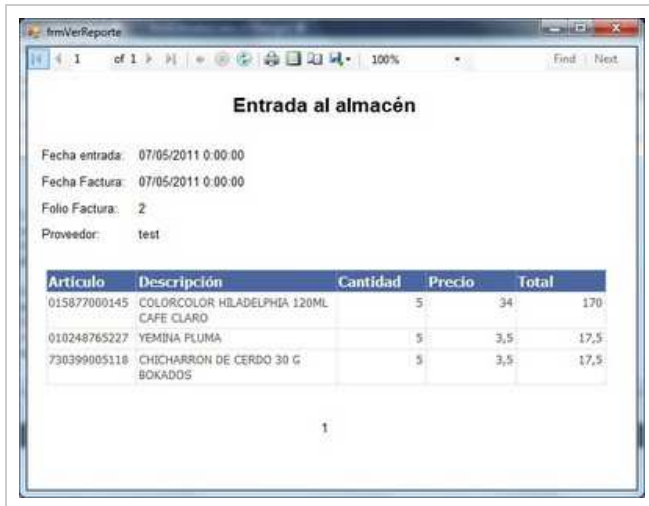 frmVerReporte
1 of 1 100% Find Next
Entrada al almacén
Fecha entrada: 07/05/2011 0:00:00
Fecha Factura: 07/05/2011 0:00:00
Folio Factura: 2
Proveedor: test
Articulo Descripción Cantidad Precio Total
015877000145 COLORCOLOR HILADELPHIA 120ML 5 34 170
CAFE CLARO
010248765227 YEMINA PLUMA 5 3,5 17,5
730399005118 CHICHARRON DE CERDO 30 G 5 3,5 17,5
BOKADOS
1